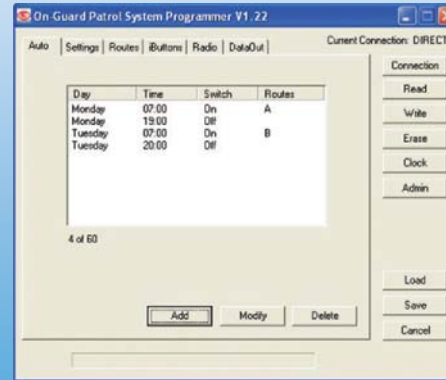 On-Guard Patrol System Programmer V1.22
Current Connection: DIRECT
Auto Settings Routes iButtons Radio DataOut
Connection
Read
Write
Erase
Clock
Admin
Day Time Switch Routes
Monday 07:00 On A
Monday 19:00 Off
Tuesday 07:00 On B
Tuesday 20:00 Off
4 of 60
Add Modify Delete
Load
Save
Cancel